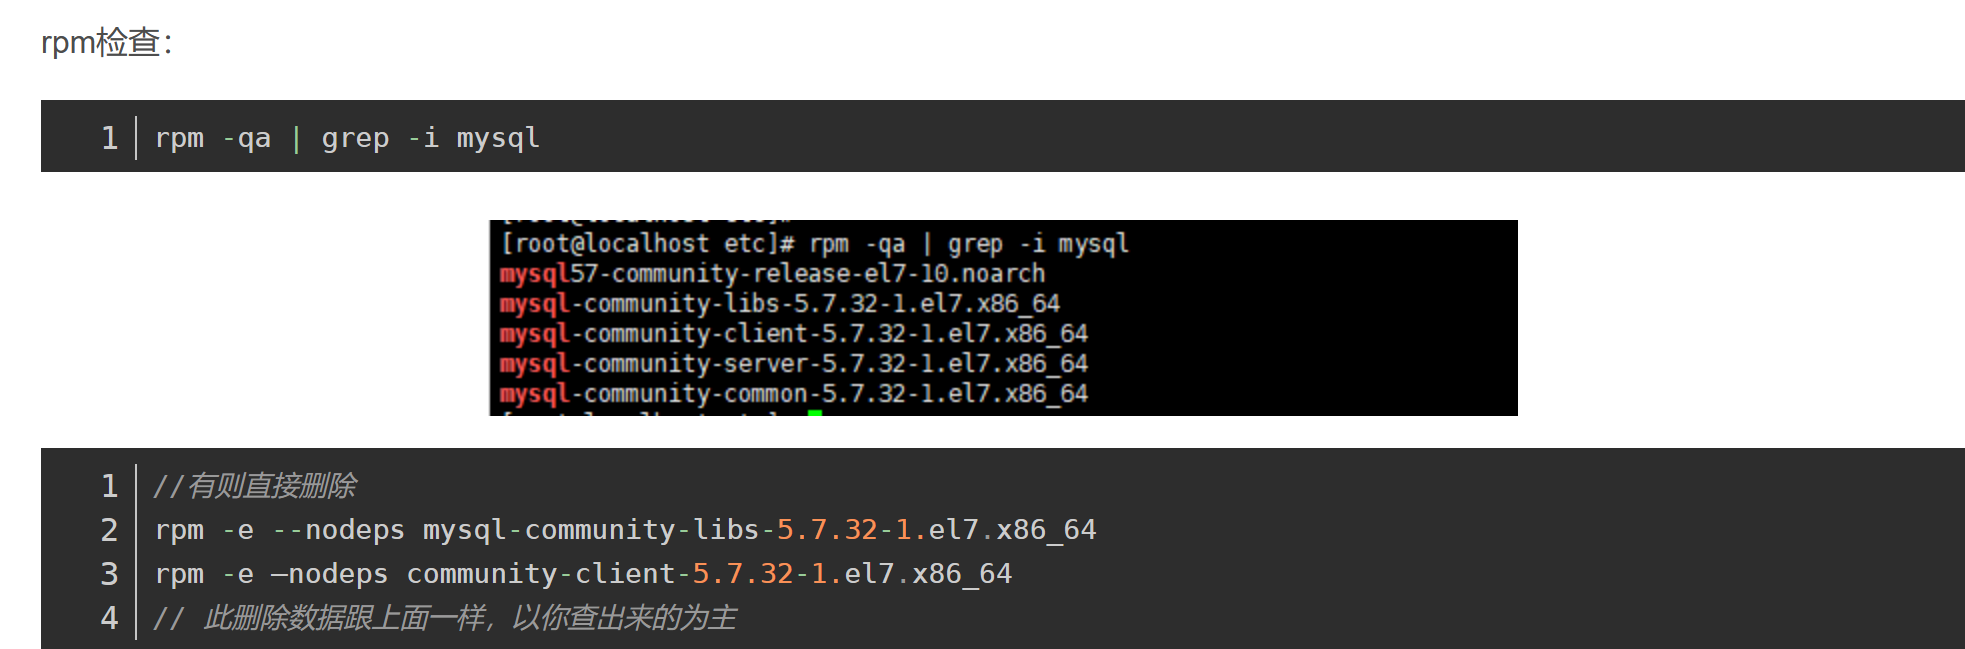 rpm检查：
1 rpm -qa | grep -i mysql
[root@localhost etc]# rpm -qa | grep -i mysql
mysql57-community-release-el7-10.noarch
mysql-community-libs-5.7.32-1.el7.x86_64
mysql-community-client-5.7.32-1.el7.x86_64
mysql-community-server-5.7.32-1.el7.x86_64
mysql-community-common-5.7.32-1.el7.x86_64
1 //有则直接删除
2 rpm -e --nodeps mysql-community-libs-5.7.32-1.el7.x86_64
3 rpm -e –nodeps community-client-5.7.32-1.el7.x86_64
4 // 此删除数据跟上面一样，以你查出来的为主